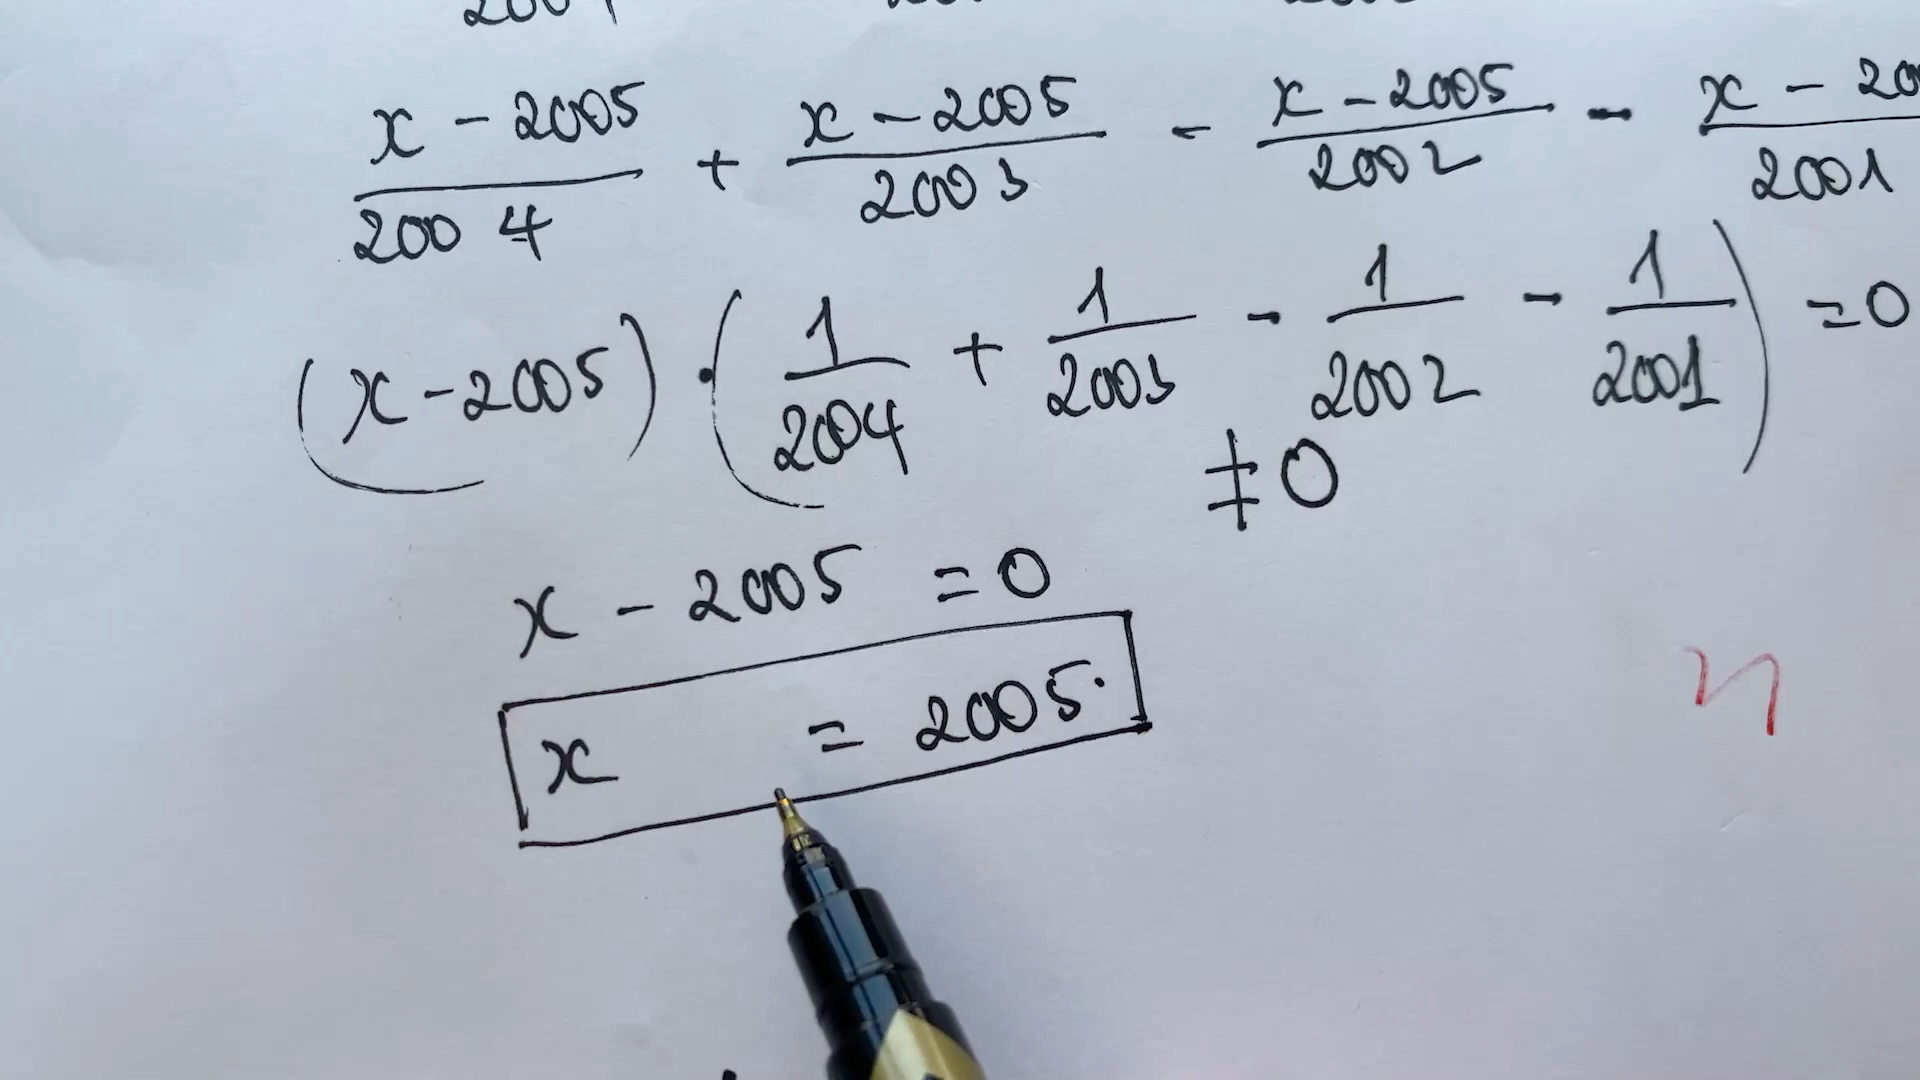 x - 2005 / 2004 + x - 2005 / 2003 - x - 2005 / 2002 - x - 20 / 2001
(x - 2005) · (1/2004 + 1/2003 - 1/2002 - 1/2001) = 0
≠ 0
x - 2005 = 0
x = 2005.